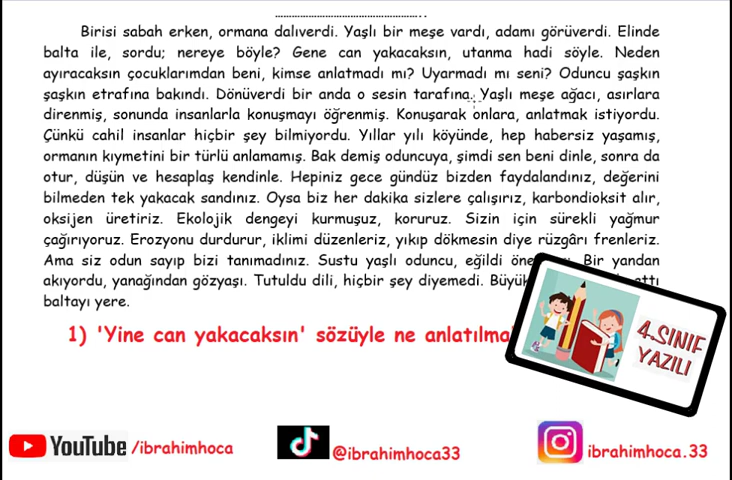 ……………………………………………..
Birisi sabah erken, ormana dalıverdi. Yaşlı bir meşe vardı, adamı görüverdi. Elinde
balta ile, sordu; nereye böyle? Gene can yakacaksın, utanma hadi söyle. Neden
ayıracaksın çocuklarımdan beni, kimse anlatmadı mı? Uyarmadı mı seni? Oduncu şaşkın
şaşkın etrafına bakındı. Dönüverdi bir anda o sesin tarafına. Yaşlı meşe ağacı, asırlara
direnmiş, sonunda insanlarla konuşmayı öğrenmiş. Konuşarak onlara, anlatmak istiyordu.
Çünkü cahil insanlar hiçbir şey bilmiyordu. Yıllar yılı köyünde, hep habersiz yaşamış,
ormanın kıymetini bir türlü anlamamış. Bak demiş oduncuya, şimdi sen beni dinle, sonra da
otur, düşün ve hesaplaş kendinle. Hepiniz gece gündüz bizden faydalandınız, değerini
bilmeden tek yakacak sandınız. Oysa biz her dakika sizlere çalışırız, karbondioksit alır,
oksijen üretiriz. Ekolojik dengeyi kurmuşuz, koruruz. Sizin için sürekli yağmur
çağırıyoruz. Erozyonu durdurur, iklimi düzenleriz, yıkıp dökmesin diye rüzgârı frenleriz.
Ama siz odun sayıp bizi tanımadınız. Sustu yaşlı oduncu, eğildi Bir yandan
akıyordu, yanağından gözyaşı. Tutuldu dili, hiçbir şey diyemedi. attı
baltayı yere.
1) 'Yine can yakacaksın' sözüyle ne
4.SINIF
YAZILI
YouTube /ibrahimhoca
@ibrahimhoca33
ibrahimhoca.33